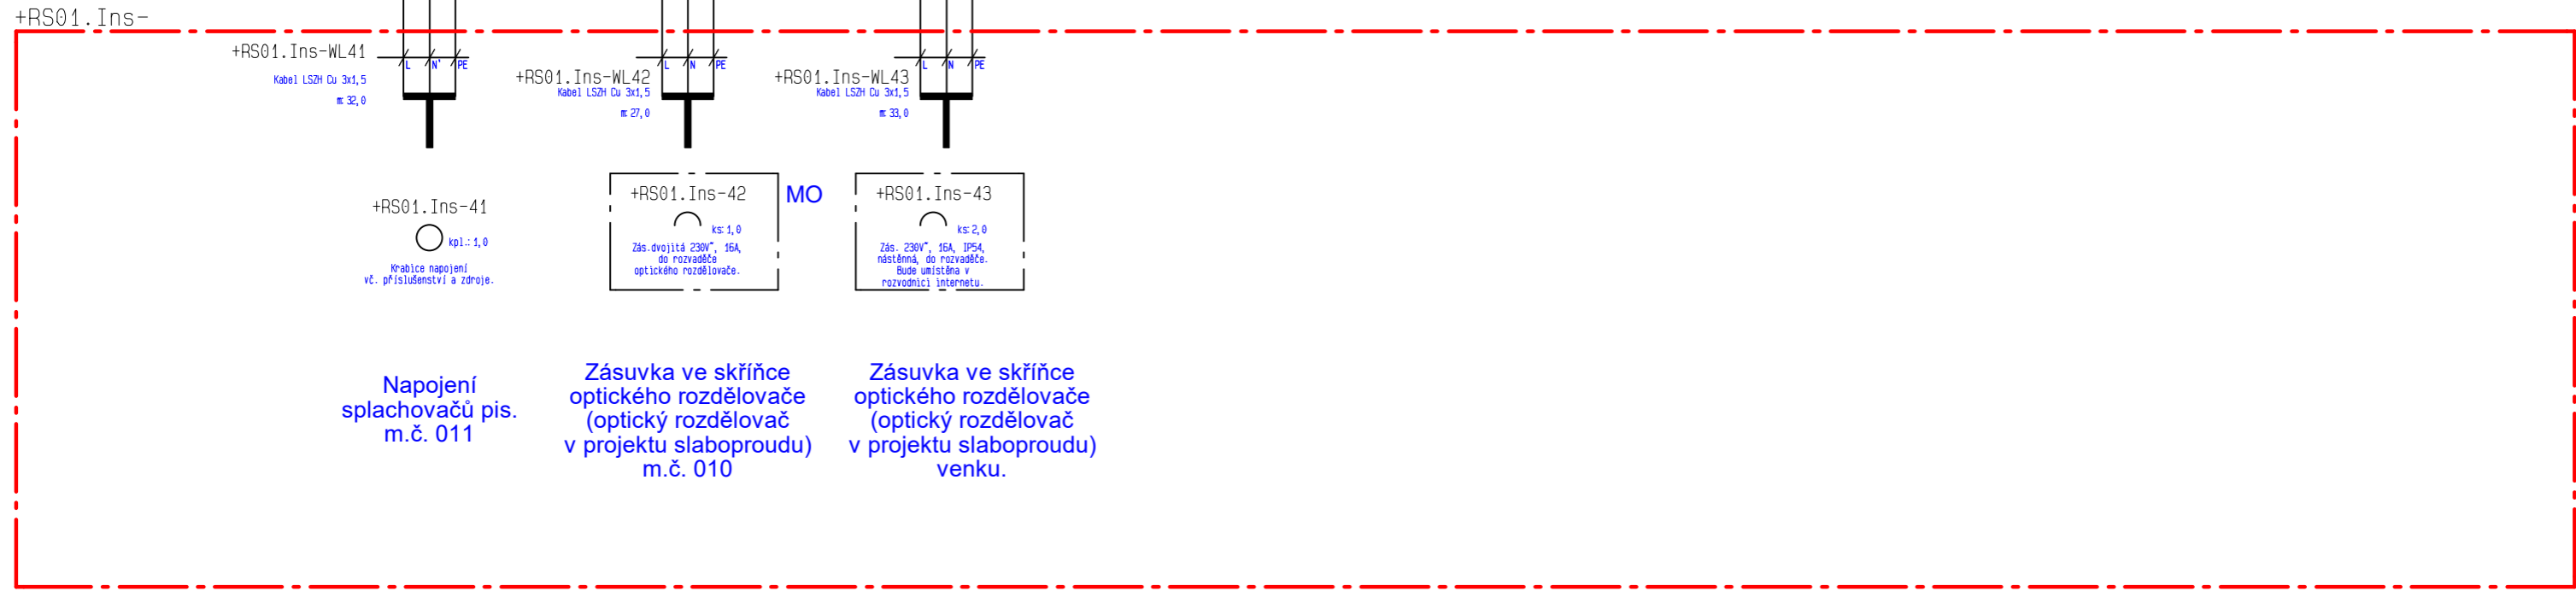 +RS01.Ins-
+RS01.Ins-WL41
L N' PE
Kabel LSZH Cu 3x1,5
m: 32,0
+RS01.Ins-WL42
L N PE
Kabel LSZH Cu 3x1,5
m: 27,0
+RS01.Ins-WL43
L N PE
Kabel LSZH Cu 3x1,5
m: 33,0
+RS01.Ins-41
kpl.: 1,0
Krabice napojení
vč. příslušenství a zdroje.
+RS01.Ins-42
MO
ks: 1,0
Zás.dvojitá 230V~, 16A,
do rozvaděče
optického rozdělovače.
+RS01.Ins-43
ks: 2,0
Zás. 230V~, 16A, IP54,
nástěnná, do rozvaděče.
Bude umístěna v
rozvodnici internetu.
Napojení
splachovačů pis.
m.č. 011
Zásuvka ve skříňce
optického rozdělovače
(optický rozdělovač
v projektu slaboproudu)
m.č. 010
Zásuvka ve skříňce
optického rozdělovače
(optický rozdělovač
v projektu slaboproudu)
venku.